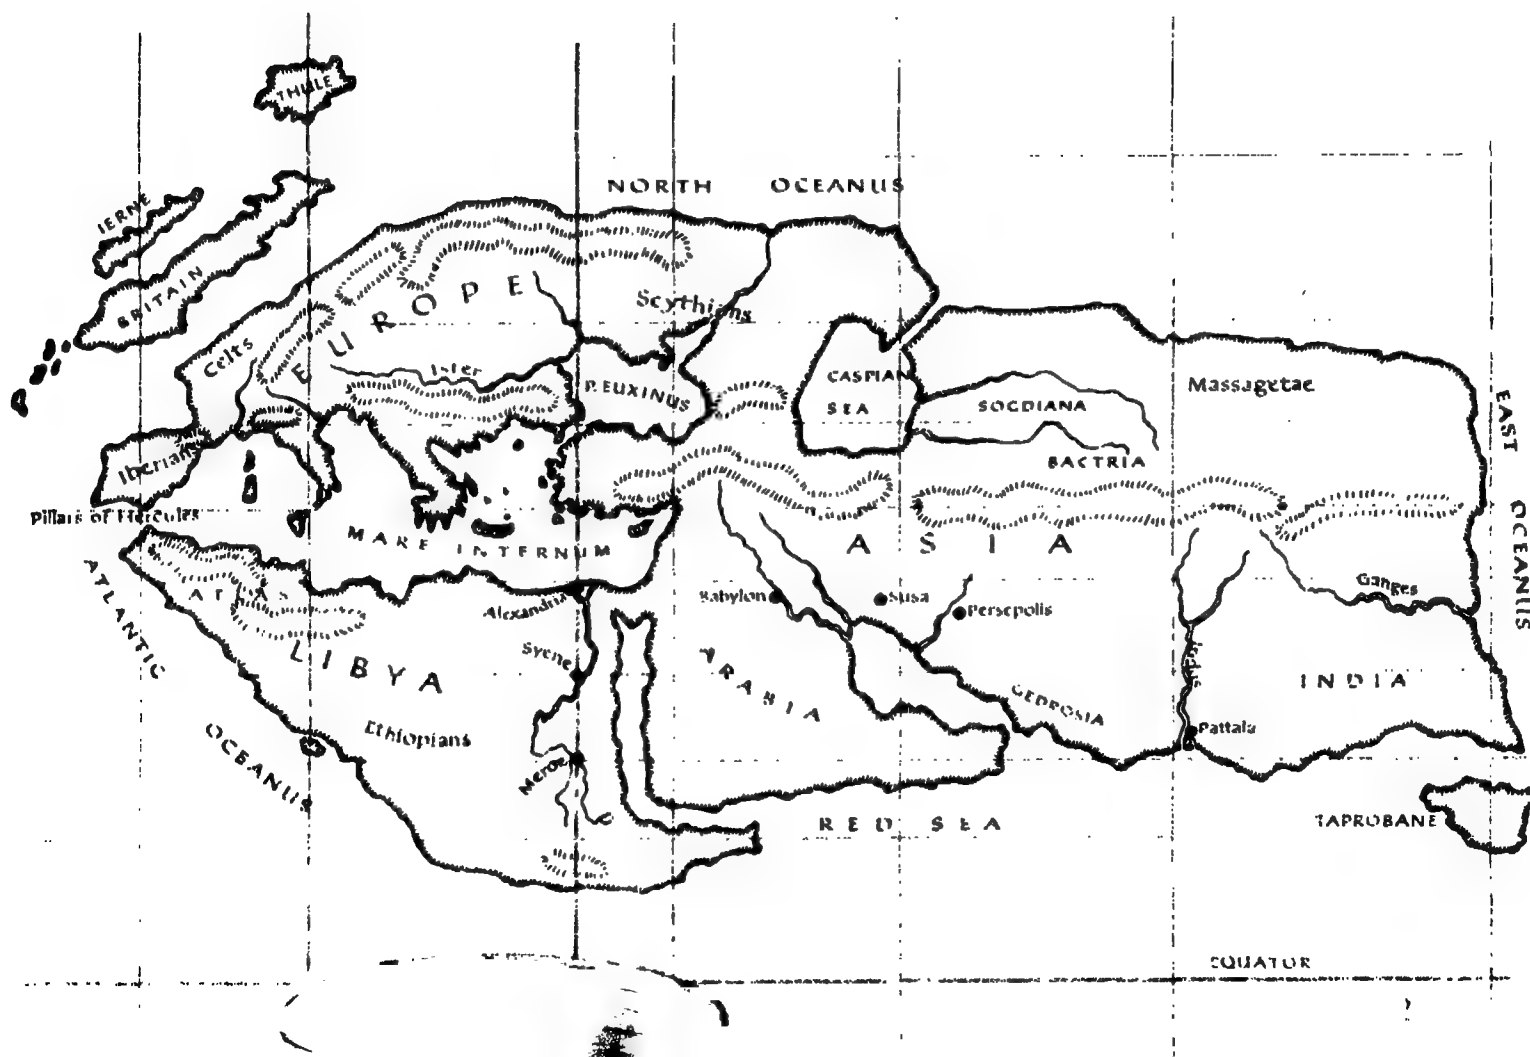 THULE
NORTH OCEANUS
IERNE
BRITAIN
EUROPE
Scythians
Celts
Ister
P. EUXINUS
CASPIAN
SEA
SOGDIANA
Massagetae
BACTRIA
EAST OCEANUS
Iberians
Pillars of Hercules
MARE INTERNUM
ASIA
ATLAS
Alexandria
Babylon
Susa
Persepolis
Ganges
ATLANTIC OCEANUS
LIBYA
Syene
ARABIA
GEDROSIA
Indus
INDIA
Ethiopians
Pattala
Meroe
RED SEA
TAPROBANE
EQUATOR